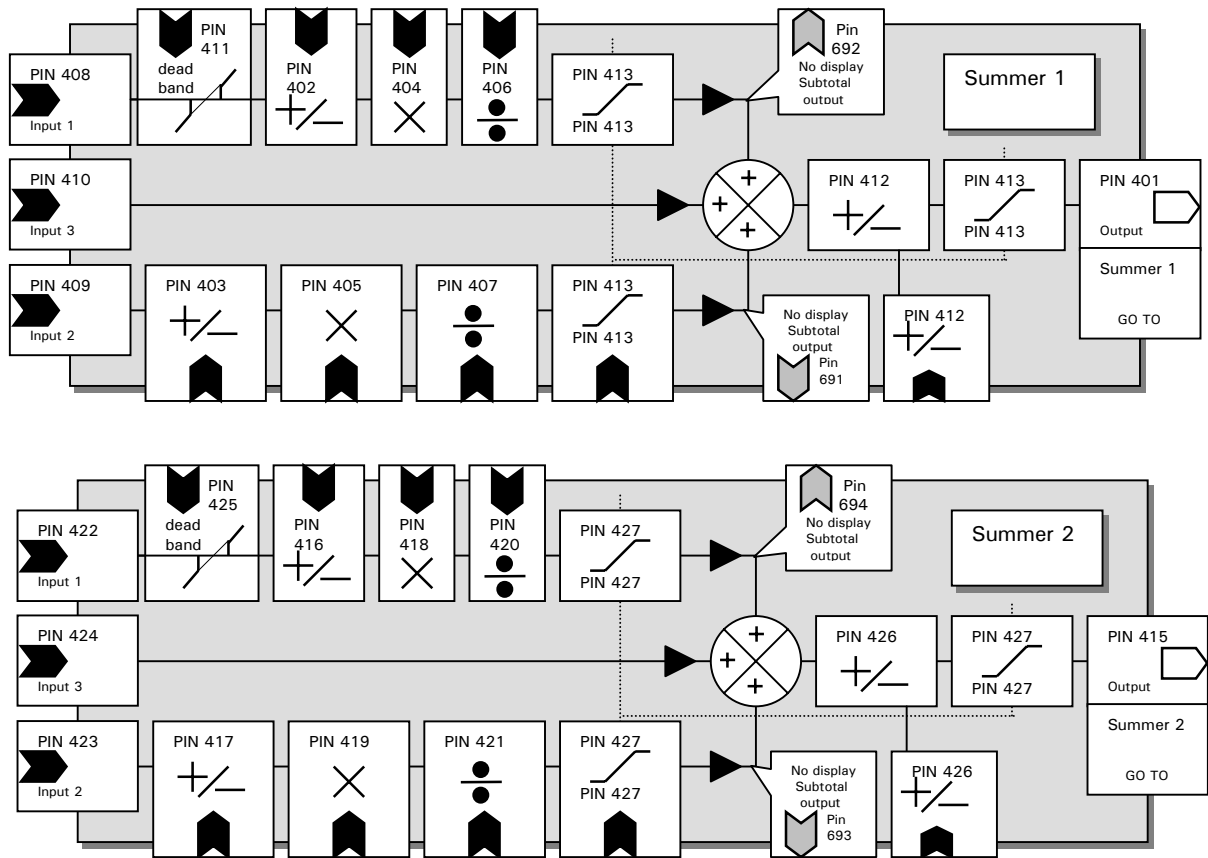 PIN
411
dead
band
PIN 408
Input 1
PIN
402
PIN
404
PIN
406
PIN 413
PIN 413
Pin
692
No display
Subtotal
output
Summer 1
PIN 410
Input 3
PIN 412
PIN 413
PIN 413
PIN 401
Output
Summer 1
GO TO
PIN 409
Input 2
PIN 403
PIN 405
PIN 407
PIN 413
PIN 413
No display
Subtotal
output
Pin
691
PIN 412
PIN
425
dead
band
PIN 422
Input 1
PIN
416
PIN
418
PIN
420
PIN 427
PIN 427
Pin
694
No display
Subtotal
output
Summer 2
PIN 424
Input 3
PIN 426
PIN 427
PIN 427
PIN 415
Output
Summer 2
GO TO
PIN 423
Input 2
PIN 417
PIN 419
PIN 421
PIN 427
PIN 427
No display
Subtotal
output
Pin
693
PIN 426